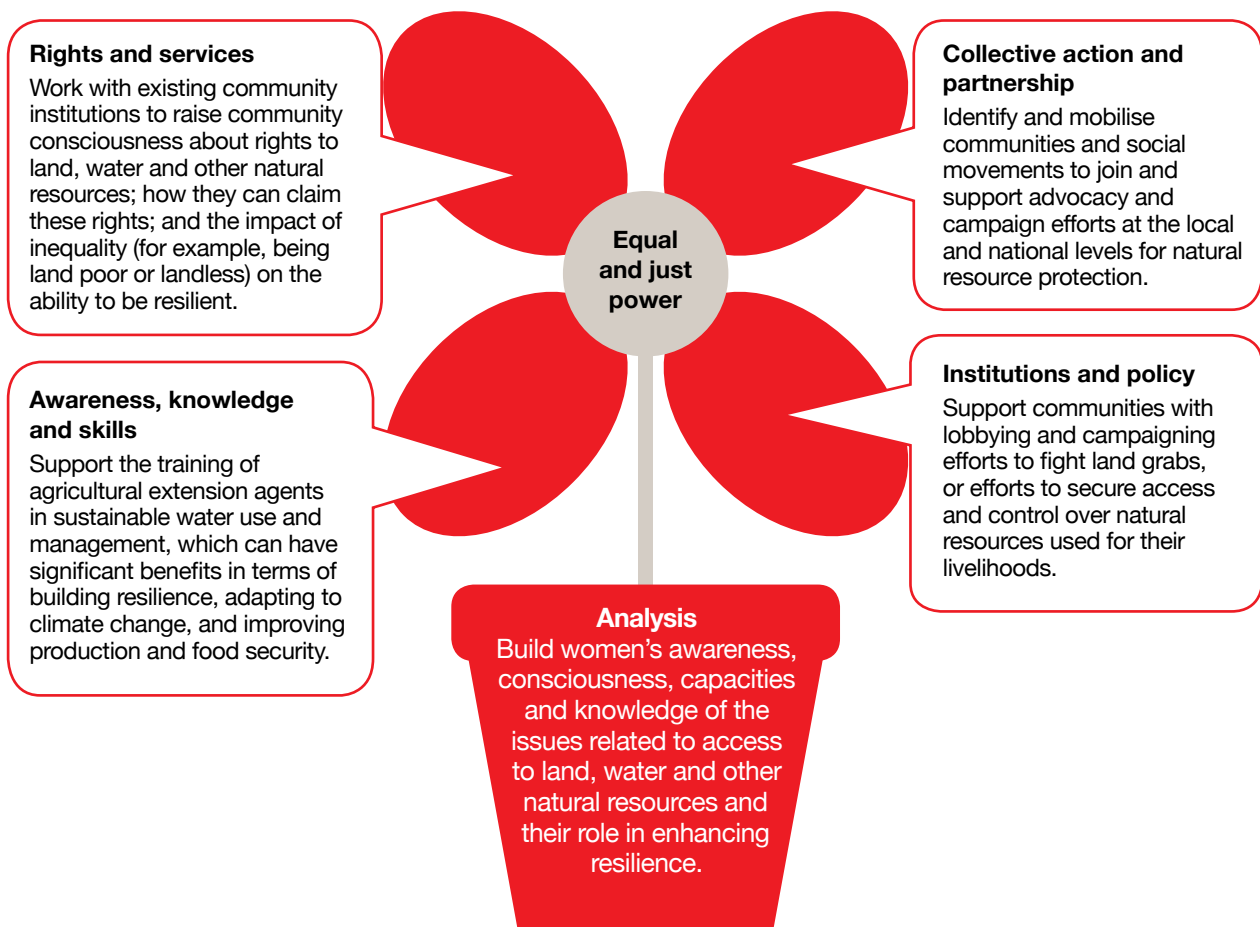 Rights and services
Work with existing community
institutions to raise community
consciousness about rights to
land, water and other natural
resources; how they can claim
these rights; and the impact of
inequality (for example, being
land poor or landless) on the
ability to be resilient.
Collective action and
partnership
Identify and mobilise
communities and social
movements to join and
support advocacy and
campaign efforts at the local
and national levels for natural
resource protection.
Equal
and just
power
Awareness, knowledge
and skills
Support the training of
agricultural extension agents
in sustainable water use and
management, which can have
significant benefits in terms of
building resilience, adapting to
climate change, and improving
production and food security.
Institutions and policy
Support communities with
lobbying and campaigning
efforts to fight land grabs,
or efforts to secure access
and control over natural
resources used for their
livelihoods.
Analysis
Build women’s awareness,
consciousness, capacities
and knowledge of the
issues related to access
to land, water and other
natural resources and
their role in enhancing
resilience.